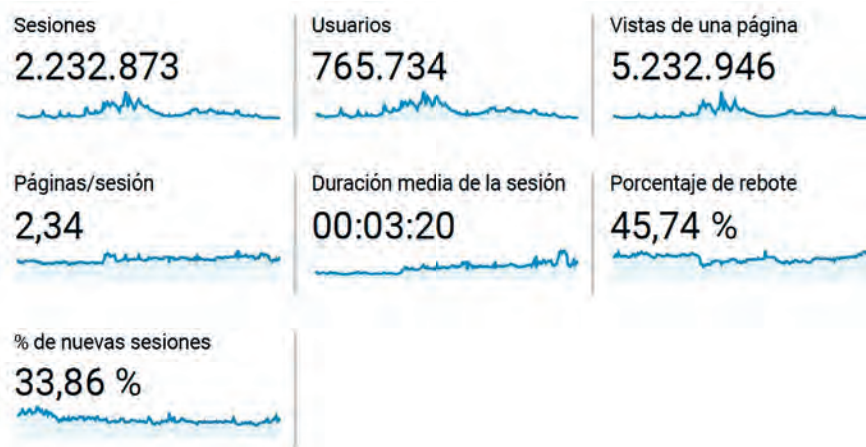 Sesiones
2.232.873
Usuarios
765.734
Vistas de una página
5.232.946
Páginas/sesión
2,34
Duración media de la sesión
00:03:20
Porcentaje de rebote
45,74 %
% de nuevas sesiones
33,86 %